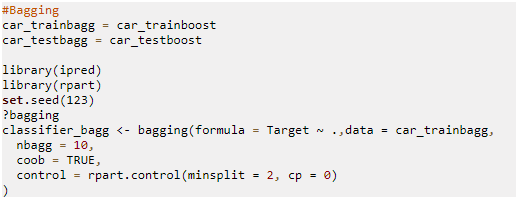 #Bagging
car_trainbagg = car_trainboost
car_testbagg = car_testboost
library(ipred)
library(rpart)
set.seed(123)
?bagging
classifier_bagg <- bagging(formula = Target ~ .,data = car_trainbagg,
nbagg = 10,
coob = TRUE,
control = rpart.control(minsplit = 2, cp = 0)
)